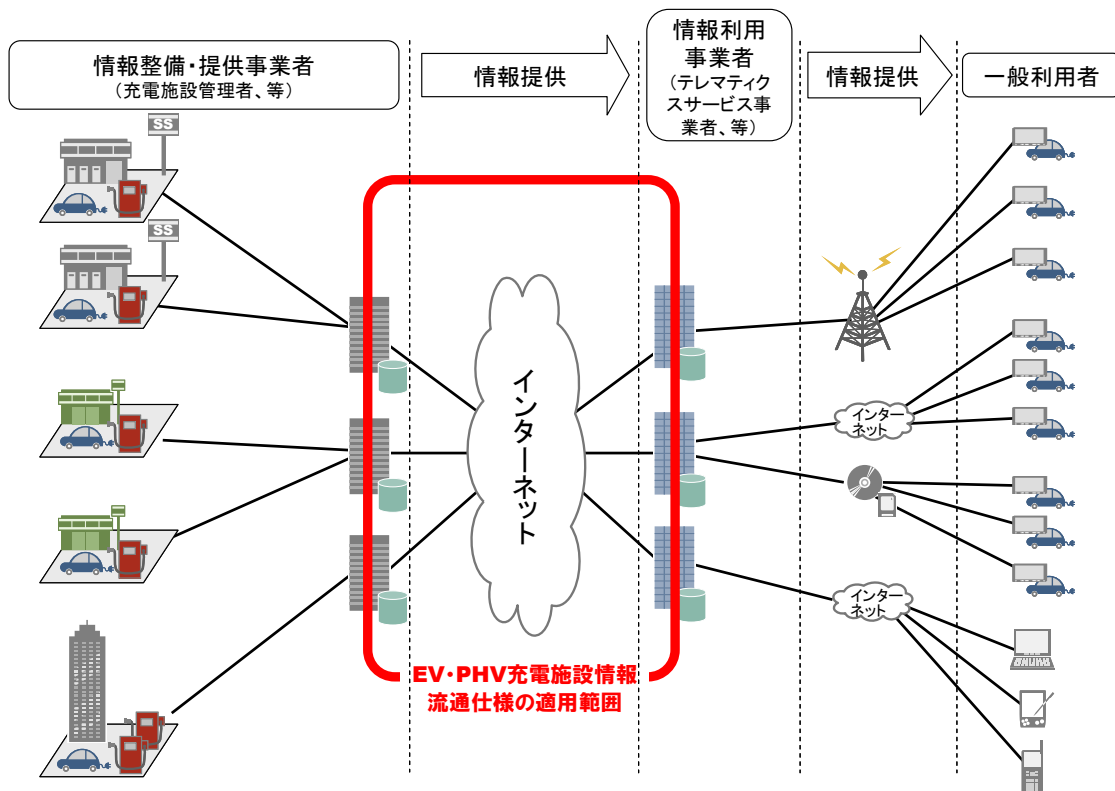 情報整備・提供事業者
(充電施設管理者、等)
情報提供
情報利用
事業者
(テレマティク
スサービス事
業者、等)
情報提供
一般利用者
SS
SS
インターネット
インター
ネット
インター
ネット
EV・PHV充電施設情報
流通仕様の適用範囲